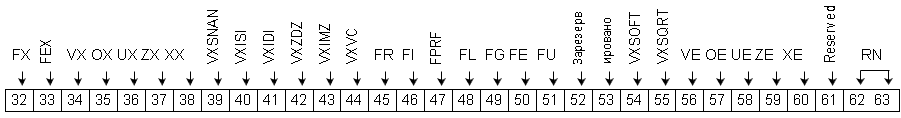 FX FEX VX OX UX ZX XX VXSNAN VXISI VXIDI VXZDZ VXIMZ VXVC FR FI FPRF FL FG FE FU Зарезерв ировано VXSOFT VXSQRT VE OE UE ZE XE Reserved RN
32 33 34 35 36 37 38 39 40 41 42 43 44 45 46 47 48 49 50 51 52 53 54 55 56 57 58 59 60 61 62 63